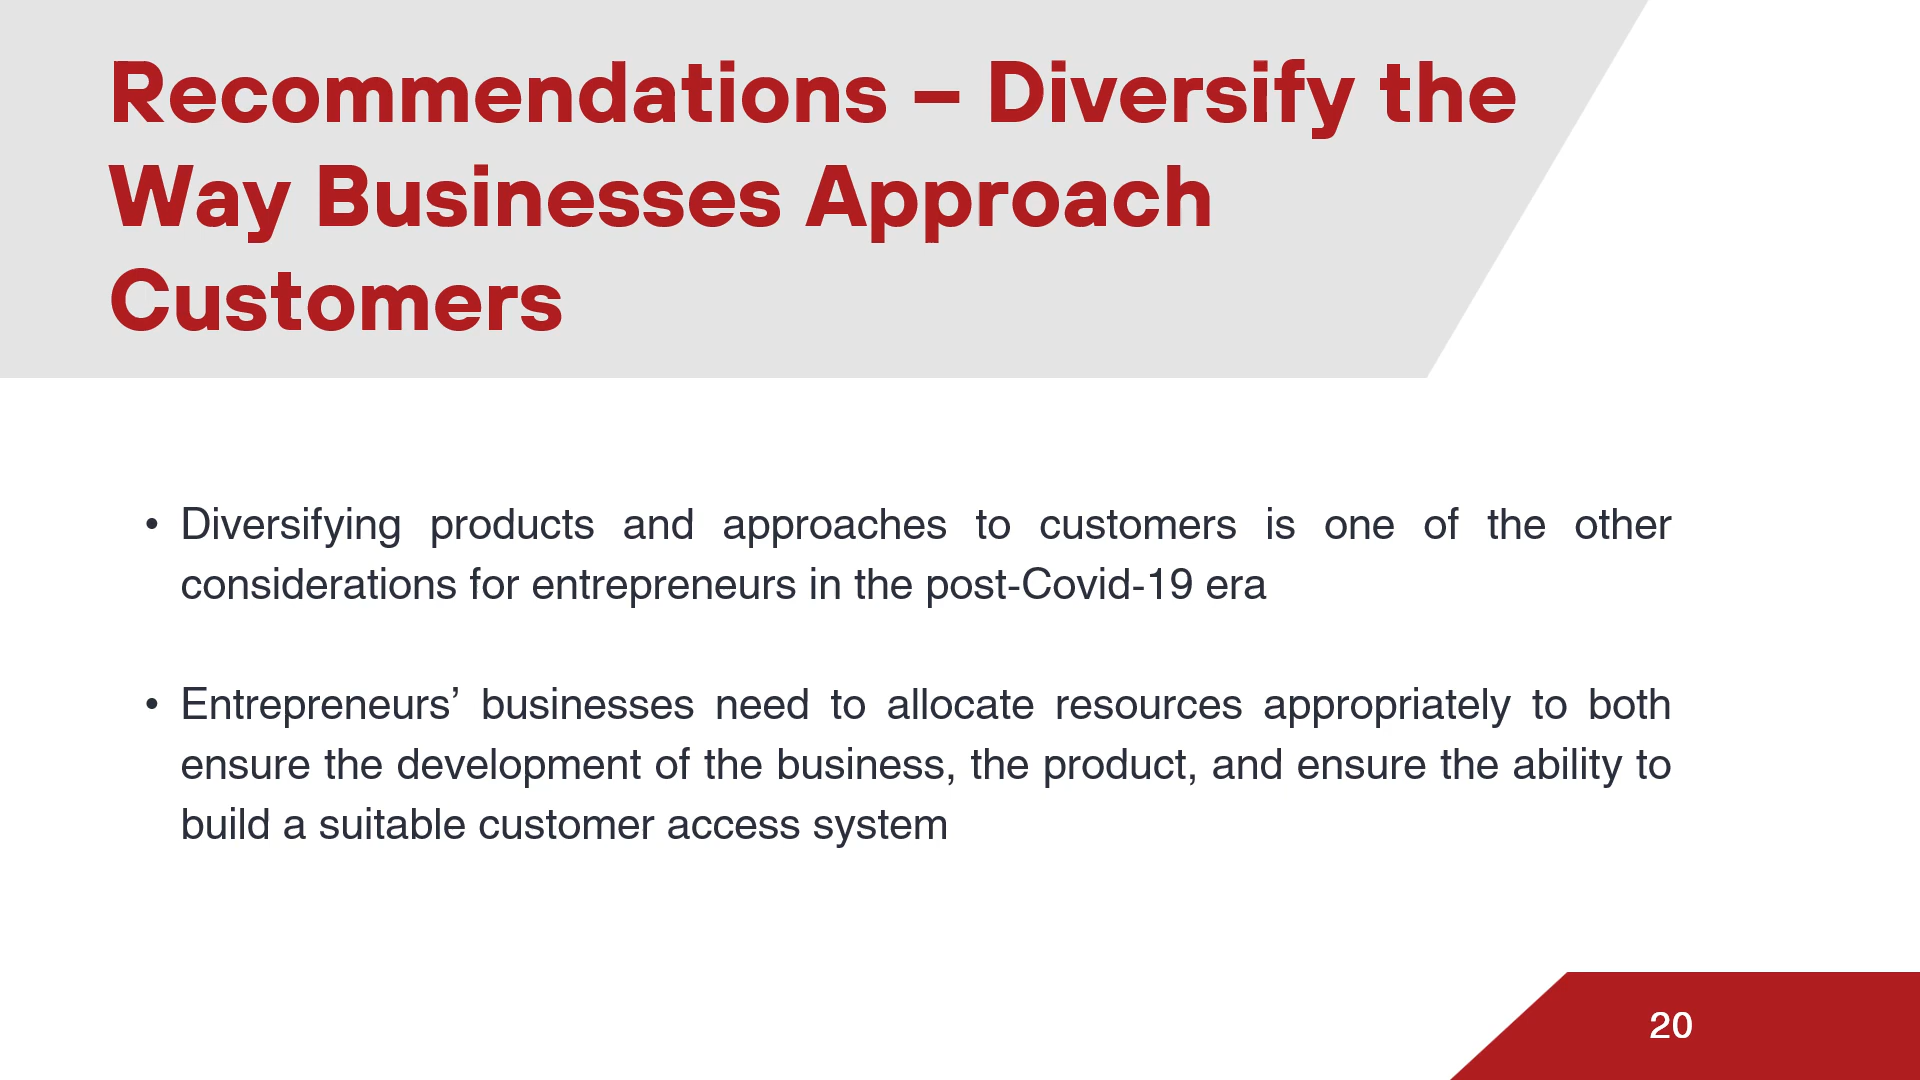 Recommendations – Diversify the
Way Businesses Approach
Customers
• Diversifying products and approaches to customers is one of the other
considerations for entrepreneurs in the post-Covid-19 era
• Entrepreneurs’ businesses need to allocate resources appropriately to both
ensure the development of the business, the product, and ensure the ability to
build a suitable customer access system
20